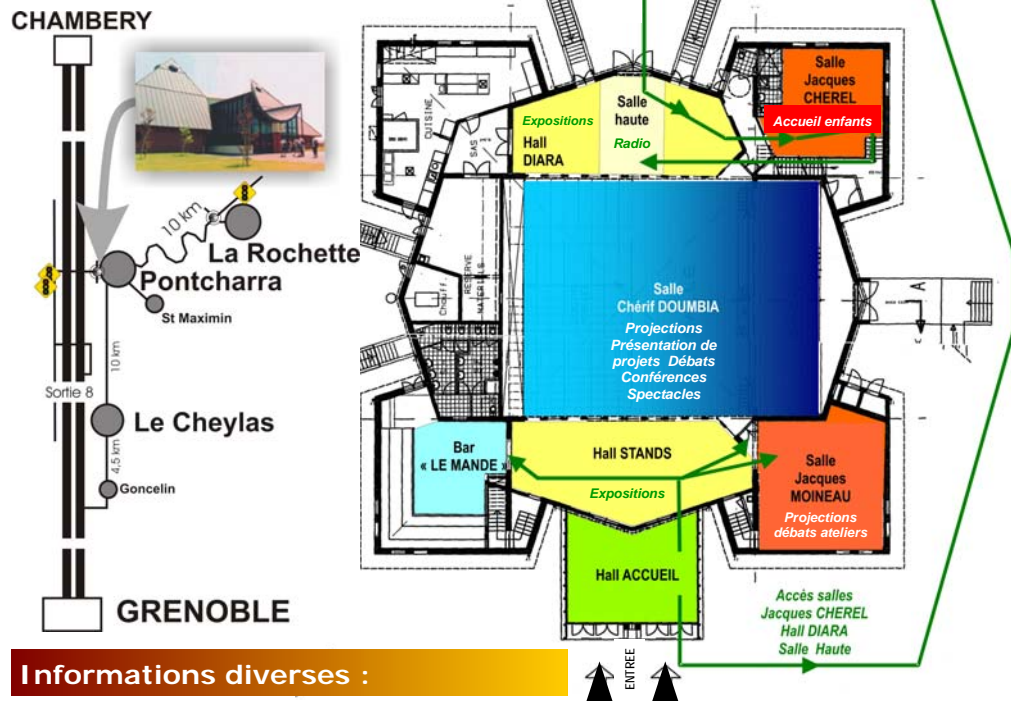 CHAMBERY
10 km
La Rochette
Pontcharra
St Maximin
10 km
Sortie 8
Le Cheylas
4,5 km
Goncelin
GRENOBLE
Informations diverses :
CUISINE
SAS
Expositions
Hall
DIARA
Salle
haute
Radio
Salle
Jacques
CHEREL
Accueil enfants
RESERVE
MATERIELS
Chouff.
Salle
Chérif DOUMBIA
Projections
Présentation de
projets Débats
Conférences
Spectacles
A
Bar
« LE MANDE »
Hall STANDS
Expositions
Salle
Jacques
MOINEAU
Projections
débats ateliers
Hall ACCUEIL
Accès salles
Jacques CHEREL
Hall DIARA
Salle Haute
ENTREE